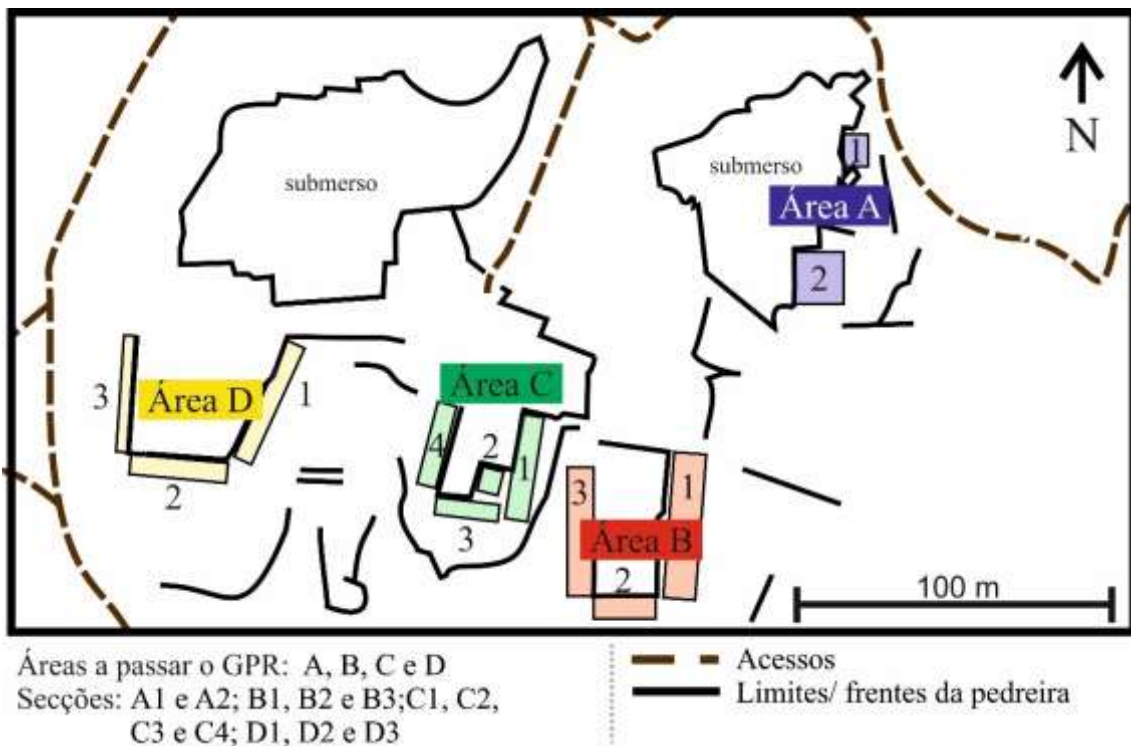 submerso
submerso
N
1
Área A
2
3
Área D
1
2
Área C
4
2
1
3
3
1
Área B
2
100 m
Áreas a passar o GPR: A, B, C e D
Secções: A1 e A2; B1, B2 e B3;C1, C2,
C3 e C4; D1, D2 e D3
Acessos
Limites/ frentes da pedreira